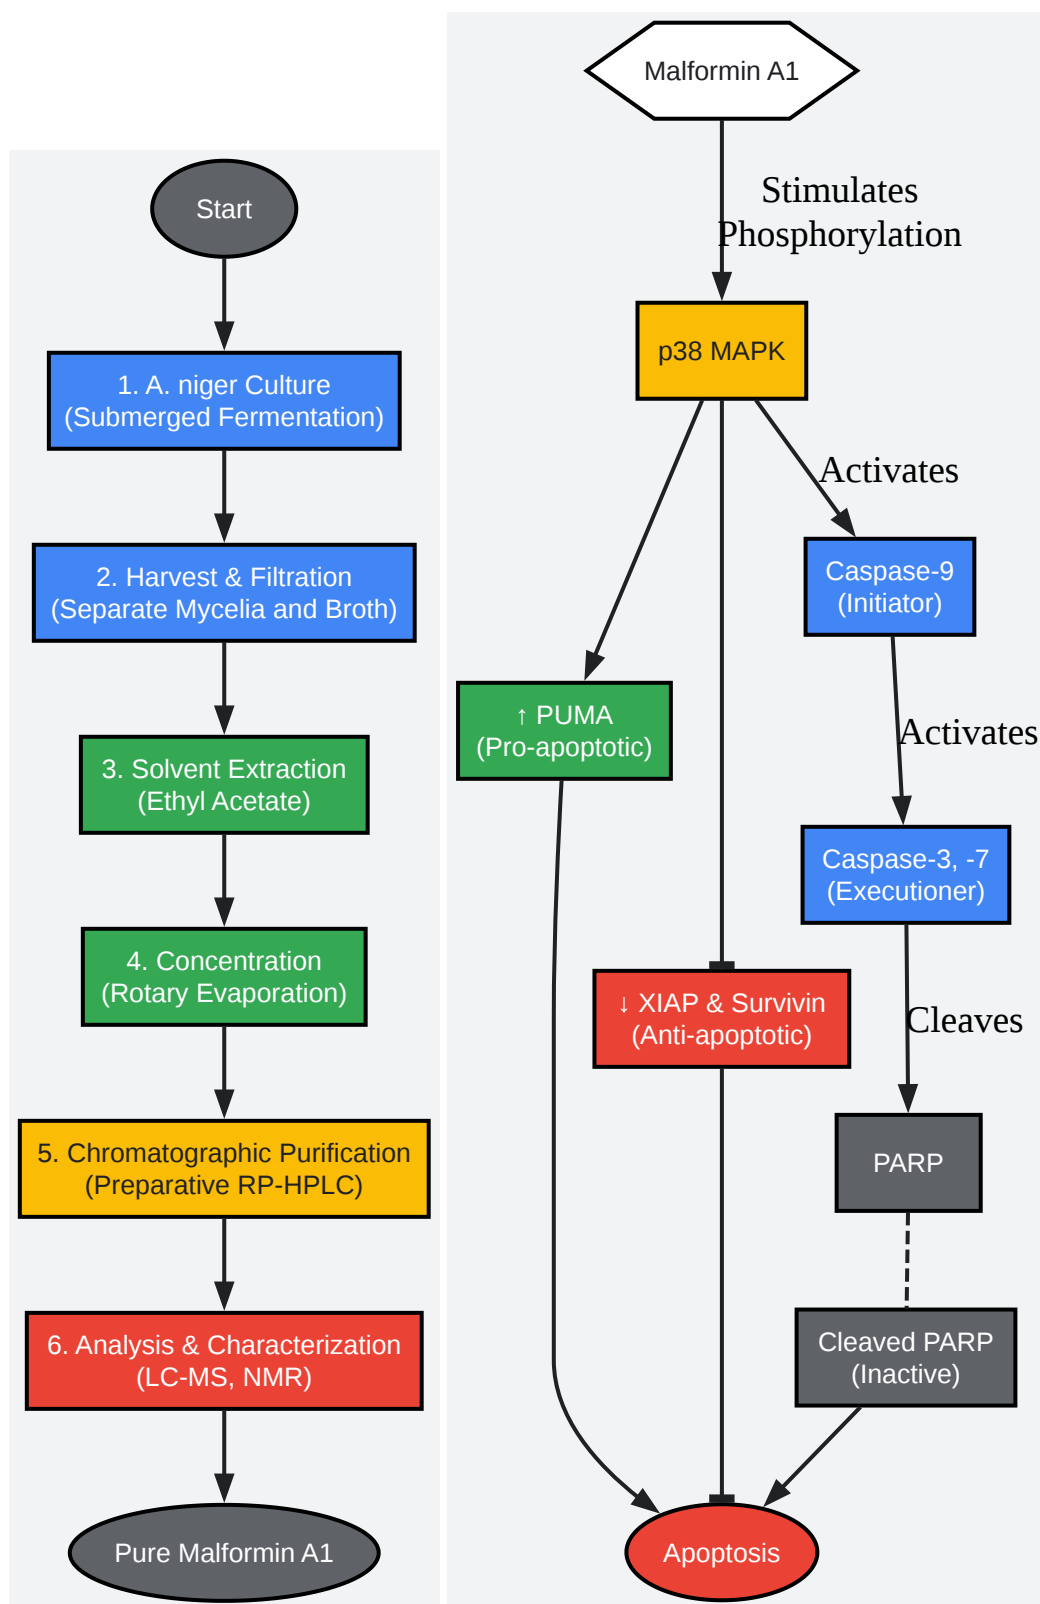 Start
1. A. niger Culture
(Submerged Fermentation)
2. Harvest & Filtration
(Separate Mycelia and Broth)
3. Solvent Extraction
(Ethyl Acetate)
4. Concentration
(Rotary Evaporation)
5. Chromatographic Purification
(Preparative RP-HPLC)
6. Analysis & Characterization
(LC-MS, NMR)
Pure Malformin A1
Malformin A1
Stimulates
Phosphorylation
p38 MAPK
Activates
Caspase-9
(Initiator)
↑ PUMA
(Pro-apoptotic)
Activates
Caspase-3, -7
(Executioner)
↓ XIAP & Survivin
(Anti-apoptotic)
Cleaves
PARP
Cleaved PARP
(Inactive)
Apoptosis